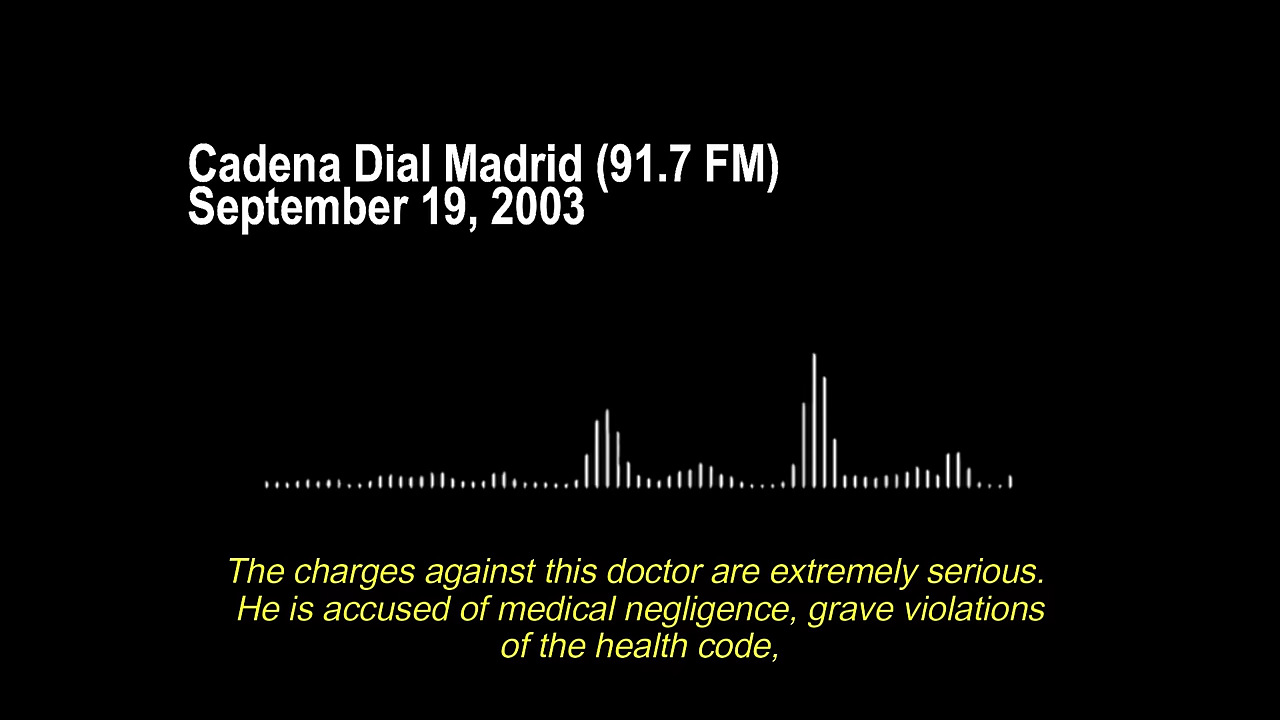 Cadena Dial Madrid (91.7 FM)
September 19, 2003
The charges against this doctor are extremely serious.
He is accused of medical negligence, grave violations
of the health code,